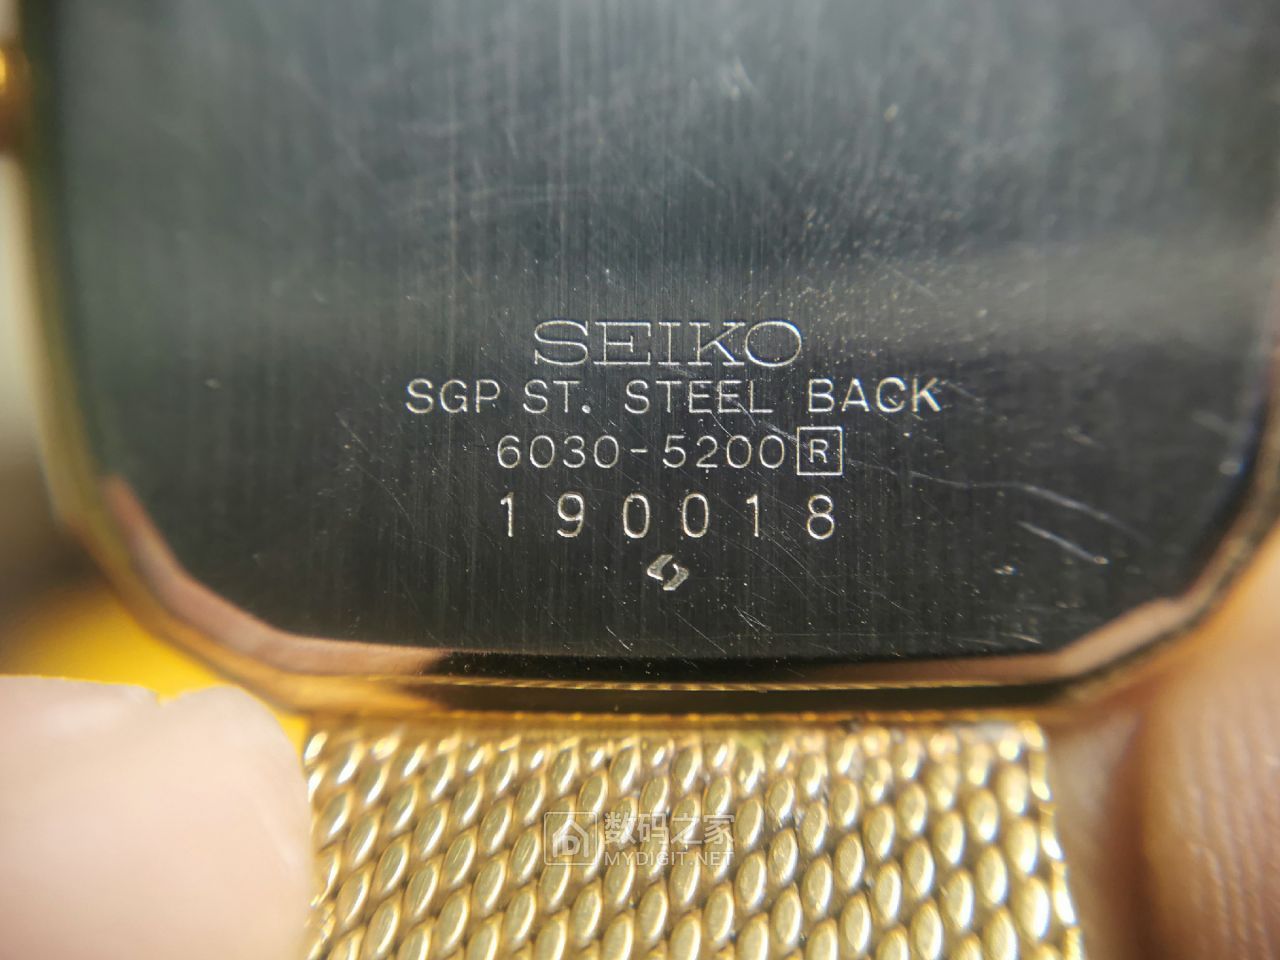 SEIKO
SGP ST. STEEL BACK
6030-5200 R
190018
数码之家
MYDIGIT.NET